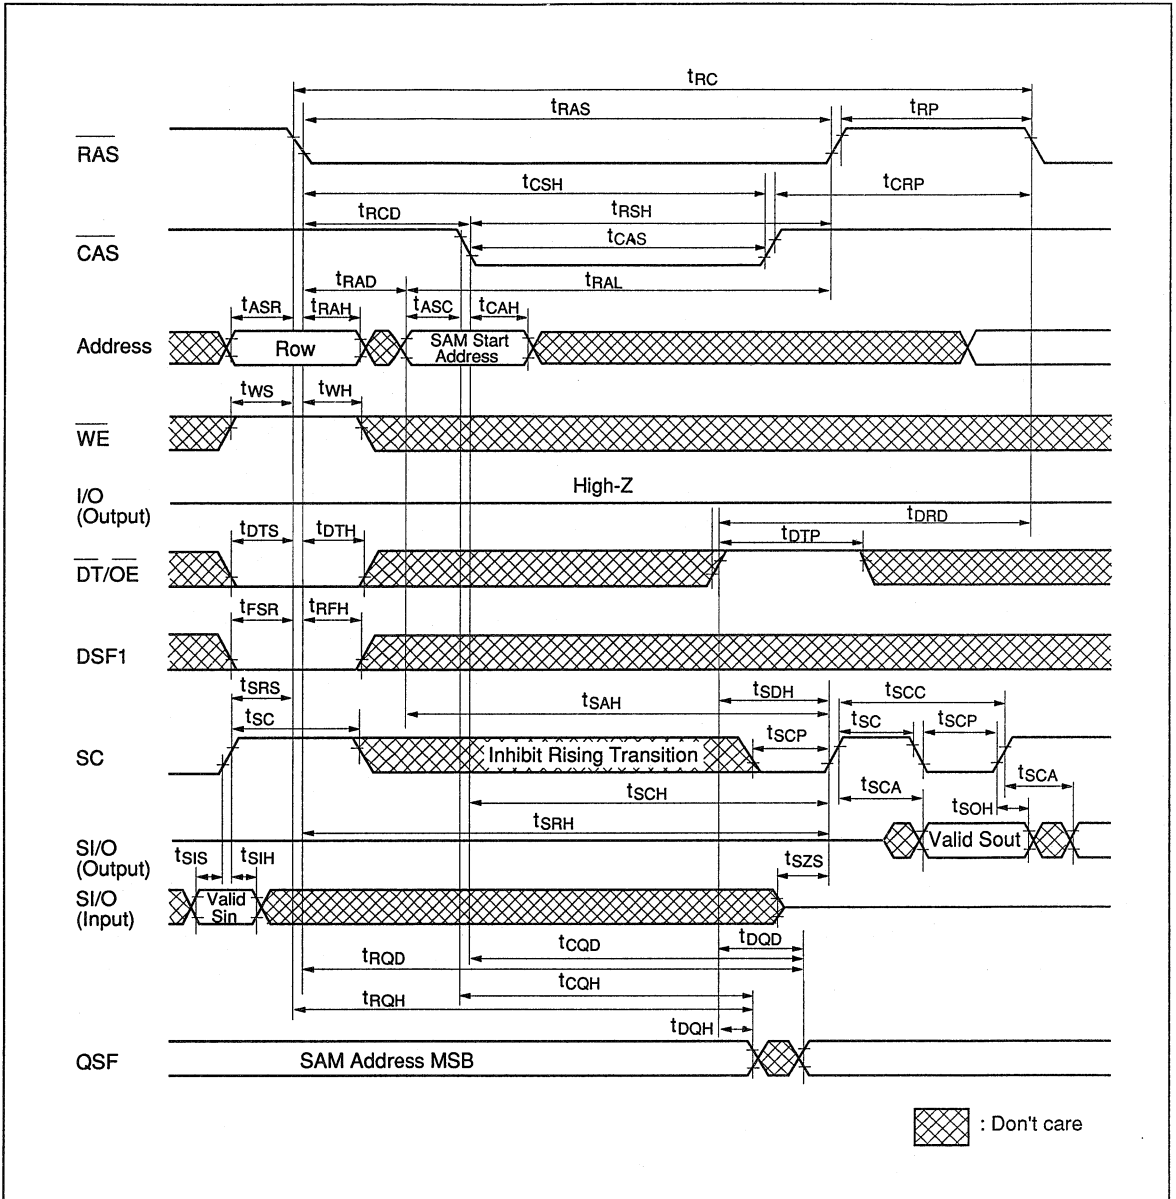 tRC
tRAS
tRP
RAS
tCSH
tCRP
tRCD
tRSH
CAS
tCAS
tRAD
tRAL
tASR
tRAH
tASC
tCAH
Address
Row
SAM Start
Address
tWS
tWH
WE
I/O
(Output)
High-Z
tDRD
tDTS
tDTH
tDTP
DT/OE
tFSR
tRFH
DSF1
tSRS
tSDH
tSCC
tSC
tSAH
tSCP
tSC
tSCP
SC
Inhibit Rising Transition
tSCH
tSCA
tSCA
tSRH
tSOH
SI/O
(Output)
Valid Sout
tSIS
tSIH
tSZS
SI/O
(Input)
Valid
Sin
tCQD
tDQD
tRQD
tCQH
tRQH
tDQH
QSF
SAM Address MSB
: Don't care